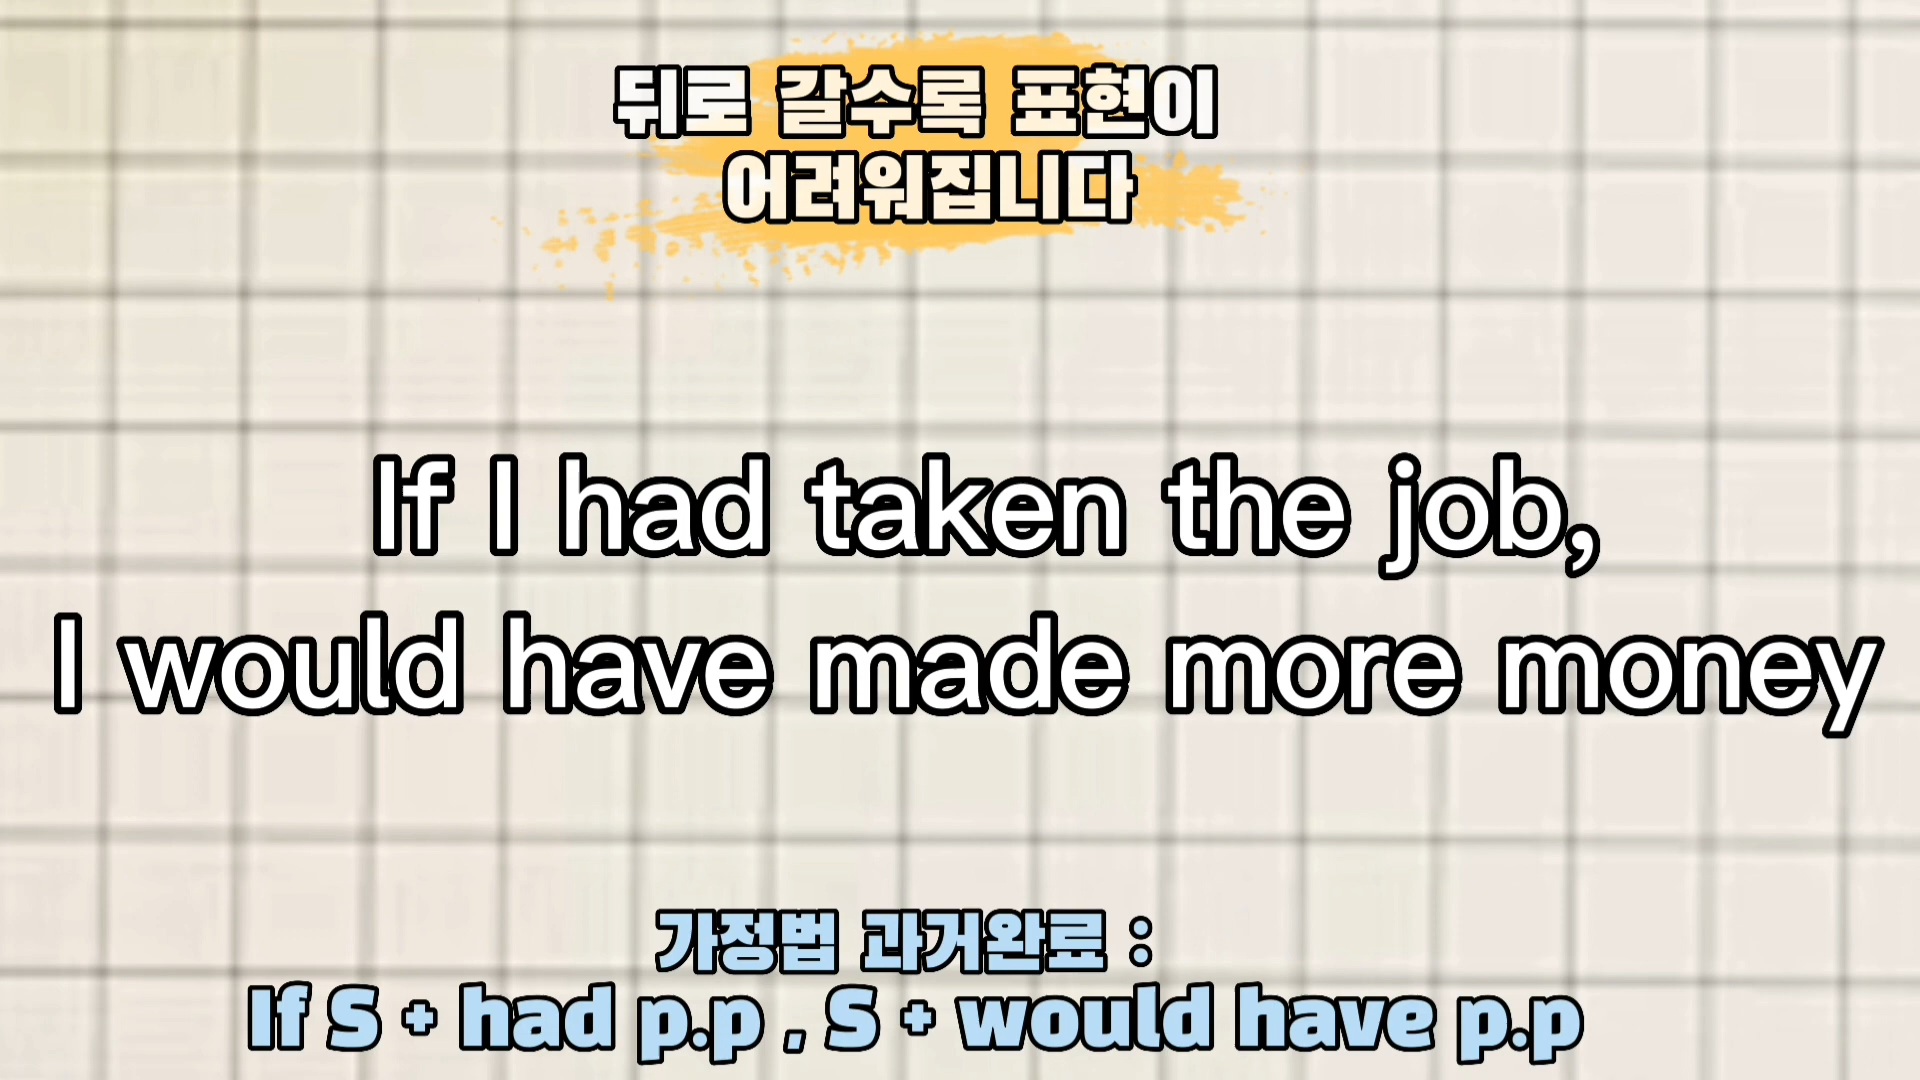 뒤로 갈수록 표현이
어려워집니다
If I had taken the job,
I would have made more money
가정법 과거완료 :
If S + had p.p , S + would have p.p